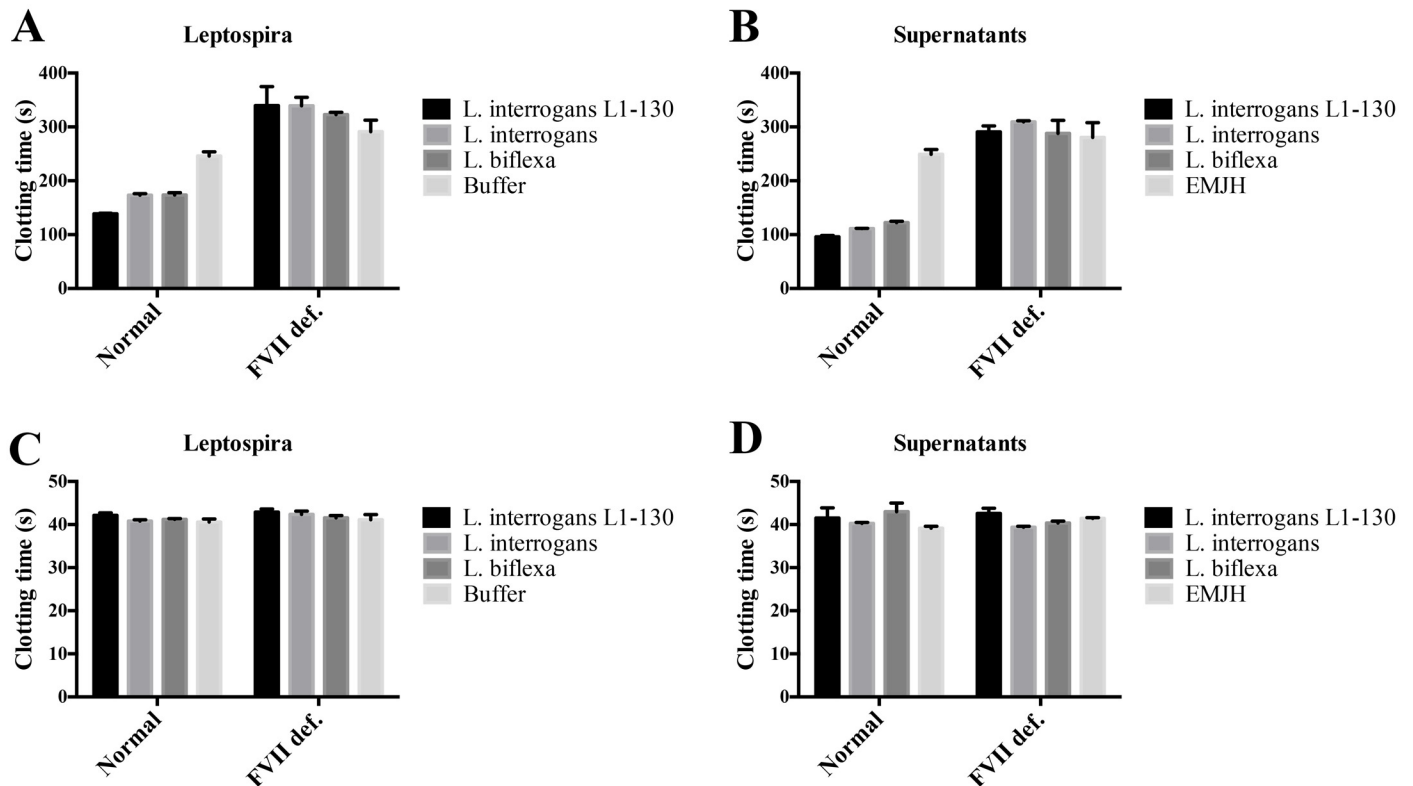 A
Leptospira
Clotting time (s)
400
300
200
100
0
Normal
FVII def.
L. interrogans L1-130
L. interrogans
L. biflexa
Buffer
B
Supernatants
Clotting time (s)
400
300
200
100
0
Normal
FVII def.
L. interrogans L1-130
L. interrogans
L. biflexa
EMJH
C
Leptospira
Clotting time (s)
50
40
30
20
10
0
Normal
FVII def.
L. interrogans L1-130
L. interrogans
L. biflexa
Buffer
D
Supernatants
Clotting time (s)
50
40
30
20
10
0
Normal
FVII def.
L. interrogans L1-130
L. interrogans
L. biflexa
EMJH